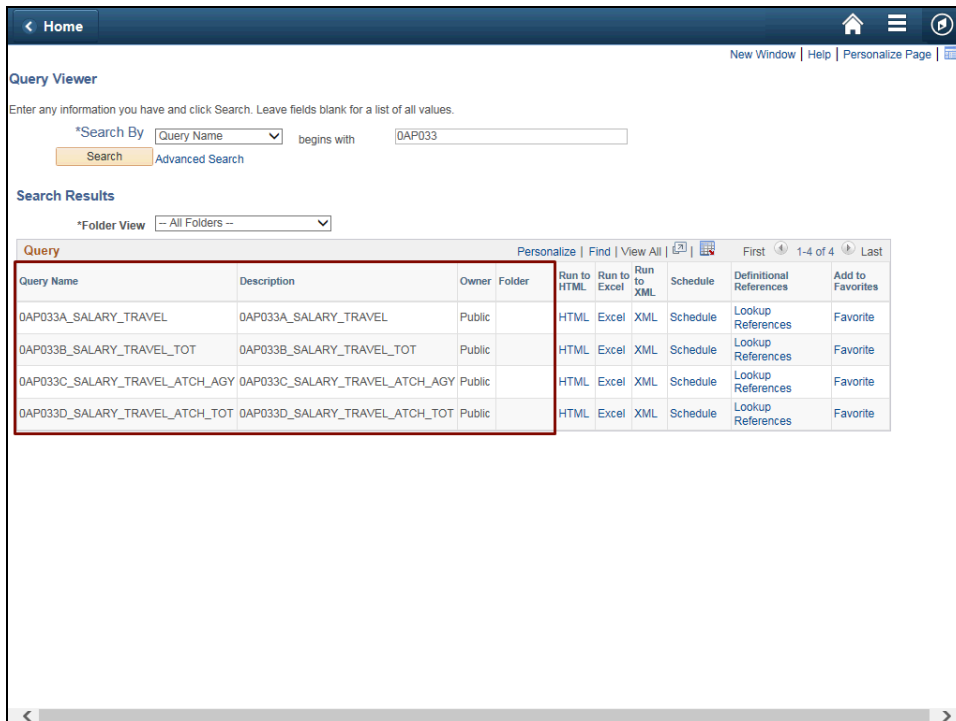 Home
New Window | Help | Personalize Page |
Query Viewer
Enter any information you have and click Search. Leave fields blank for a list of all values.
*Search By Query Name begins with 0AP033
Search Advanced Search
Search Results
*Folder View -- All Folders --
Query Personalize | Find | View All | | First 1-4 of 4 Last
Query Name Description Owner Folder Run to HTML Run to Excel Run to XML Schedule Definitional References Add to Favorites
0AP033A_SALARY_TRAVEL 0AP033A_SALARY_TRAVEL Public HTML Excel XML Schedule Lookup References Favorite
0AP033B_SALARY_TRAVEL_TOT 0AP033B_SALARY_TRAVEL_TOT Public HTML Excel XML Schedule Lookup References Favorite
0AP033C_SALARY_TRAVEL_ATCH_AGY 0AP033C_SALARY_TRAVEL_ATCH_AGY Public HTML Excel XML Schedule Lookup References Favorite
0AP033D_SALARY_TRAVEL_ATCH_TOT 0AP033D_SALARY_TRAVEL_ATCH_TOT Public HTML Excel XML Schedule Lookup References Favorite